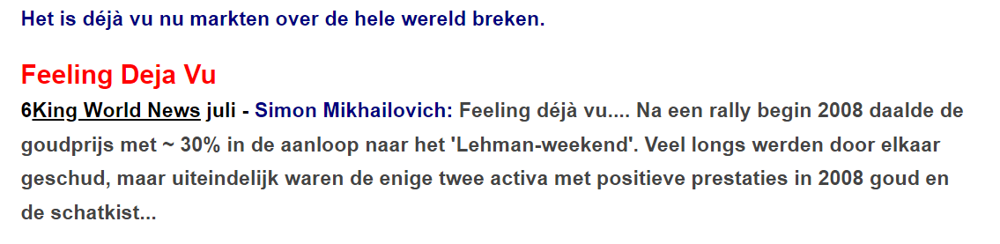 Het is déjà vu nu markten over de hele wereld breken.
Feeling Deja Vu
6King World News juli - Simon Mikhailovich: Feeling déjà vu.... Na een rally begin 2008 daalde de
goudprijs met ~ 30% in de aanloop naar het 'Lehman-weekend'. Veel longs werden door elkaar
geschud, maar uiteindelijk waren de enige twee activa met positieve prestaties in 2008 goud en
de schatkist...